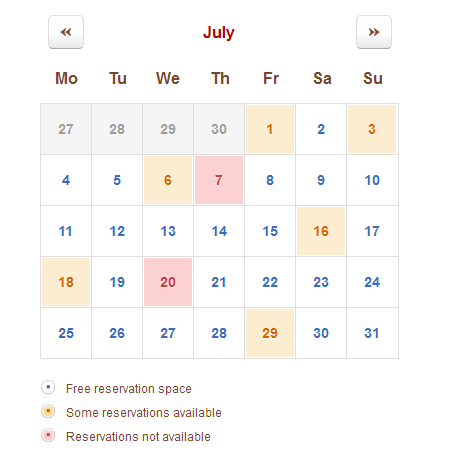 « July »
Mo Tu We Th Fr Sa Su
27 28 29 30 1 2 3
4 5 6 7 8 9 10
11 12 13 14 15 16 17
18 19 20 21 22 23 24
25 26 27 28 29 30 31
Free reservation space
Some reservations available
Reservations not available